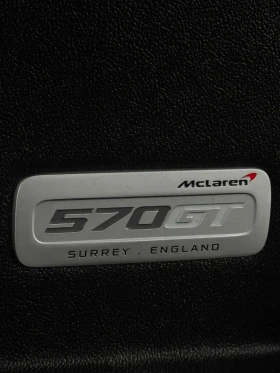 McLaren
570GT
SURREY . ENGLAND